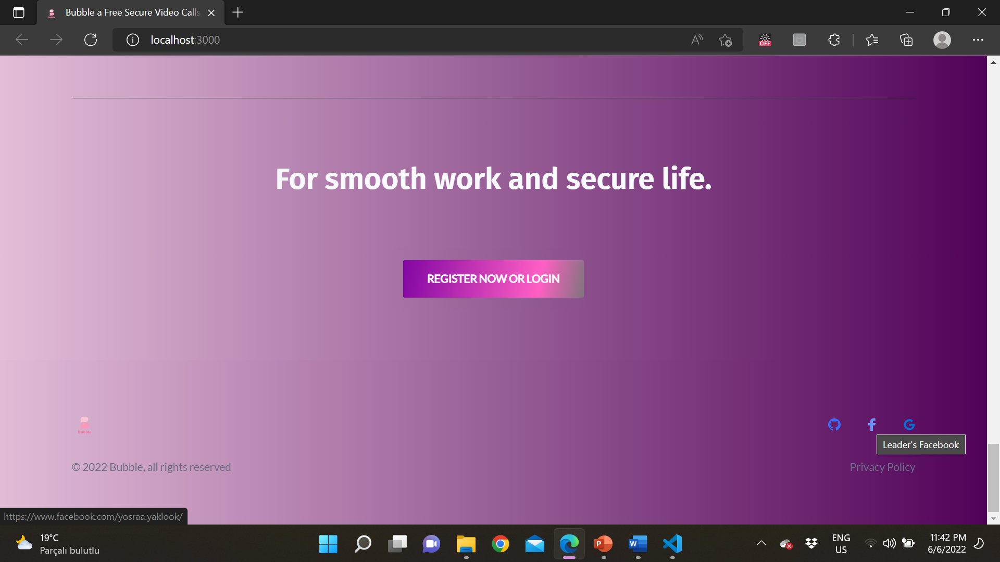 Bubble a Free Secure Video Calls
localhost:3000
OFF
For smooth work and secure life.
REGISTER NOW OR LOGIN
Bubble
Leader's Facebook
© 2022 Bubble, all rights reserved
Privacy Policy
https://www.facebook.com/yosraa.yaklook/
19°C
Parçalı bulutlu
ENG
US
11:42 PM
6/6/2022